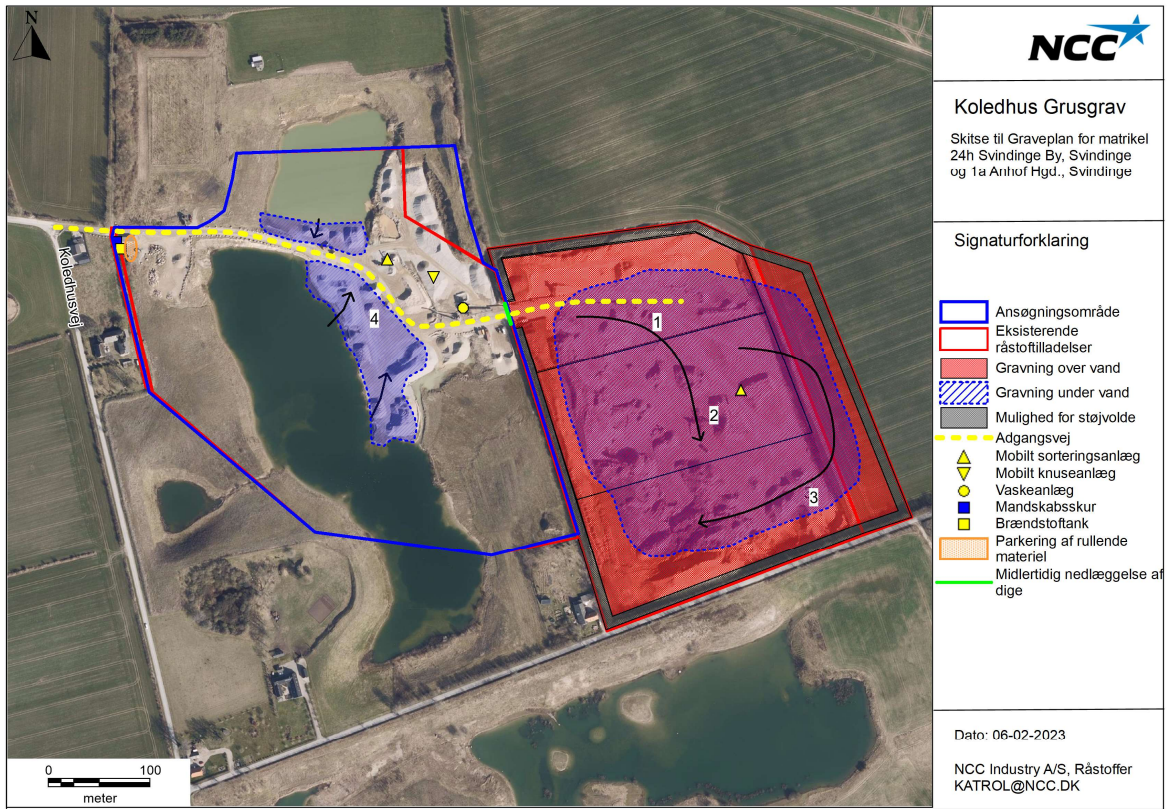 N
Koledhusvej
1
2
3
4
0 100
meter
NCC
Koledhus Grusgrav
Skitse til Graveplan for matrikel
24h Svindinge By, Svindinge
og 1a Anhof Hgd., Svindinge
Signaturforklaring
Ansøgningsområde
Eksisterende
råstoftilladelser
Gravning over vand
Gravning under vand
Mulighed for støjvolde
Adgangsvej
Mobilt sorteringsanlæg
Mobilt knuseanlæg
Vaskeanlæg
Mandskabsskur
Brændstoftank
Parkering af rullende
materiel
Midlertidig nedlæggelse af
dige
Dato: 06-02-2023
NCC Industry A/S, Råstoffer
KATROL@NCC.DK